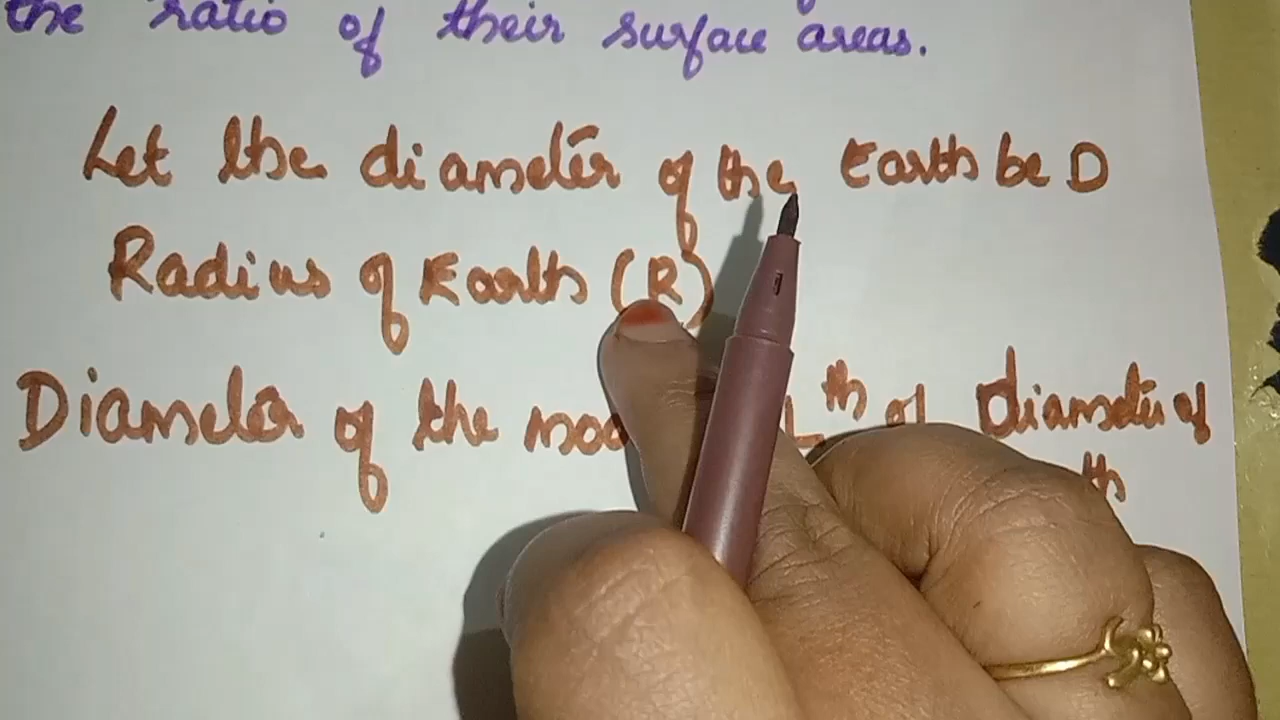 the ratio of their surface areas.
Let the diameter of the Earth be D
Radius of Earth (R)
Diameter of the th of diameter of
th